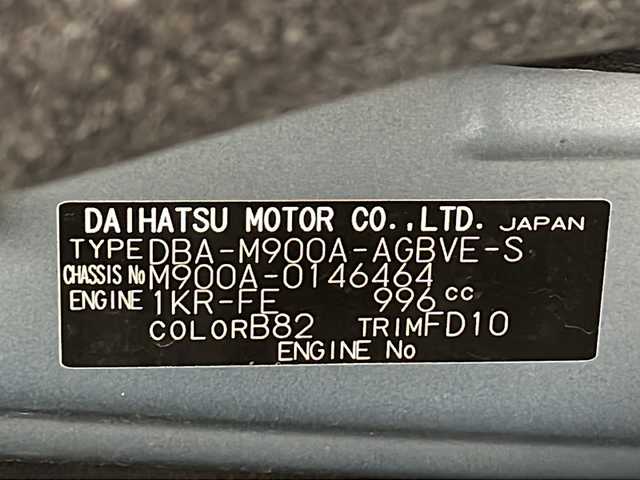 DAIHATSU MOTOR CO.,LTD. JAPAN
TYPE DBA-M900A-AGBVE-S
CHASSIS No M900A-0146464
ENGINE 1KR-FE 996 cc
COLOR B82 TRIM FD10
ENGINE No